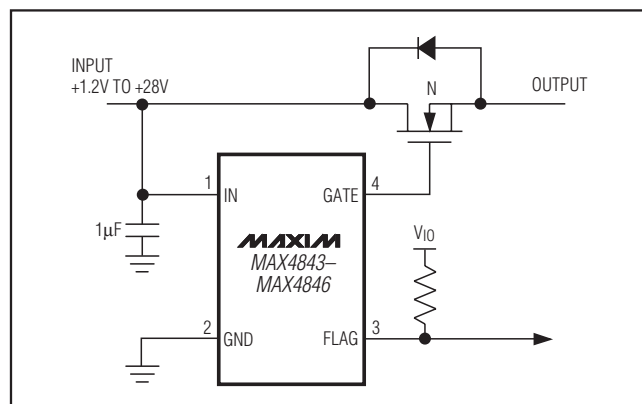 INPUT
+1.2V TO +28V
N
OUTPUT
1
IN
GATE
4
1µF
MAXIM
MAX4843–
MAX4846
VIO
2
GND
FLAG
3